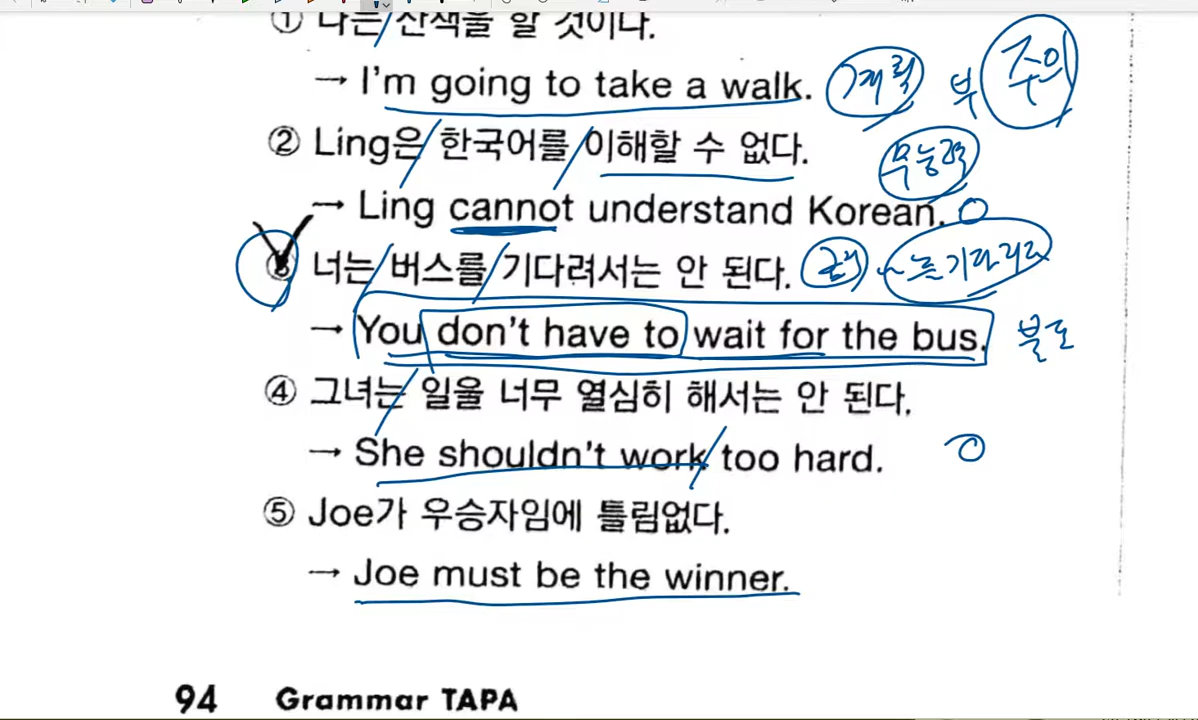 ① 나는 산책을 할 것이다.
→ I'm going to take a walk. 계획 부 주의
② Ling은 한국어를 이해할 수 없다. 무능력
→ Ling cannot understand Korean. O
③ 너는 버스를 기다려서는 안 된다. 금지
→ You don't have to wait for the bus. 불필
④ 그녀는 일을 너무 열심히 해서는 안 된다.
→ She shouldn't work too hard. O
⑤ Joe가 우승자임에 틀림없다.
→ Joe must be the winner.
94 Grammar TAPA